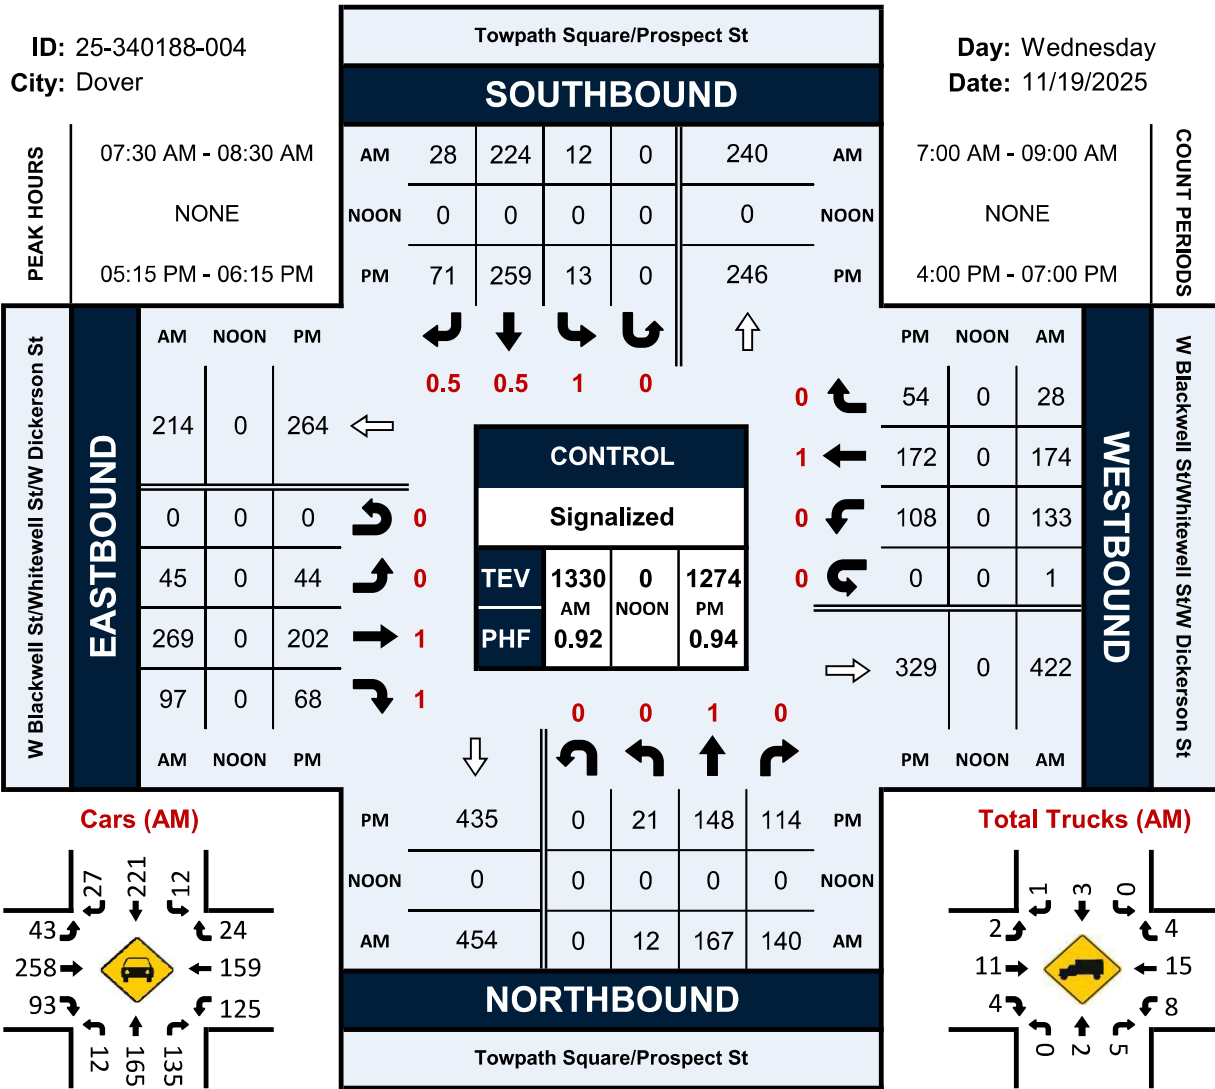 Towpath Square/Prospect St
ID: 25-340188-004
City: Dover
Day: Wednesday
Date: 11/19/2025
SOUTHBOUND
PEAK HOURS
07:30 AM - 08:30 AM
NONE
05:15 PM - 06:15 PM
AM 28 224 12 0 240 AM
NOON 0 0 0 0 0 NOON
PM 71 259 13 0 246 PM
7:00 AM - 09:00 AM
NONE
4:00 PM - 07:00 PM
COUNT PERIODS
0.5 0.5 1 0
W Blackwell St/Whitewell St/W Dickerson St
EASTBOUND
AM NOON PM
214 0 264
0 0 0 0
45 0 44 0
269 0 202 1
97 0 68 1
AM NOON PM
CONTROL
Signalized
TEV 1330 0 1274
AM NOON PM
PHF 0.92 0.94
PM NOON AM
0 54 0 28
1 172 0 174
0 108 0 133
0 0 0 1
329 0 422
PM NOON AM
WESTBOUND
W Blackwell St/Whitewell St/W Dickerson St
0 0 1 0
PM 435 0 21 148 114 PM
NOON 0 0 0 0 0 NOON
AM 454 0 12 167 140 AM
NORTHBOUND
Towpath Square/Prospect St
Cars (AM)
27 221 12
43 24
258 159
93 125
12 165 135
Total Trucks (AM)
1 3 0
2 4
11 15
4 8
0 2 5